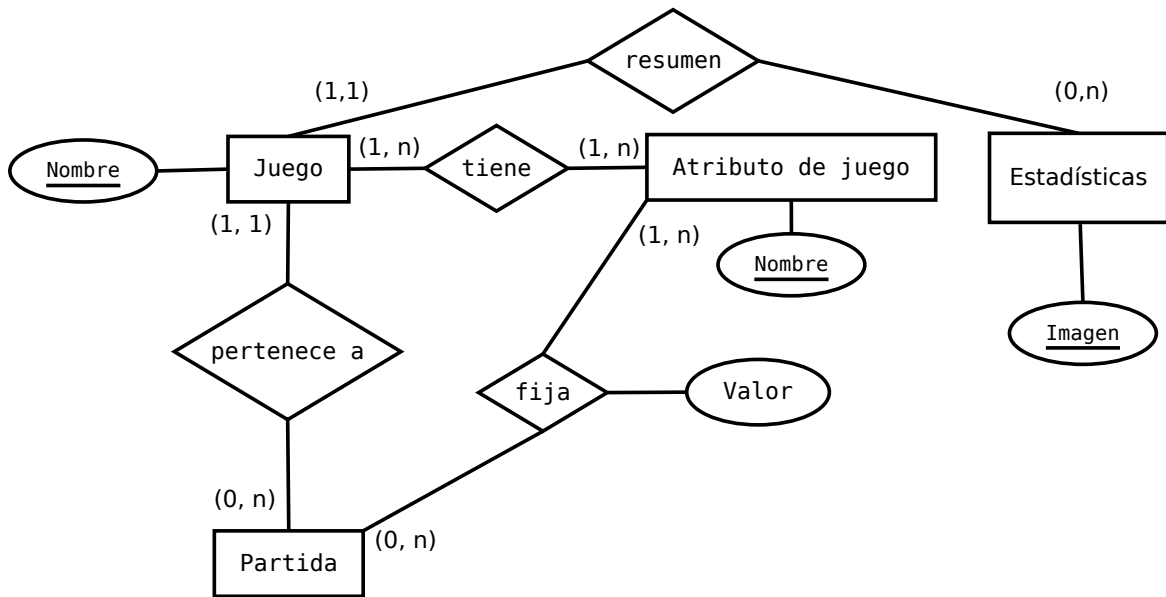 resumen
(1,1)
(0,n)
Nombre
Juego
(1, n)
tiene
(1, n)
Atributo de juego
Estadísticas
(1, 1)
(1, n)
Nombre
Imagen
pertenece a
fija
Valor
(0, n)
(0, n)
Partida